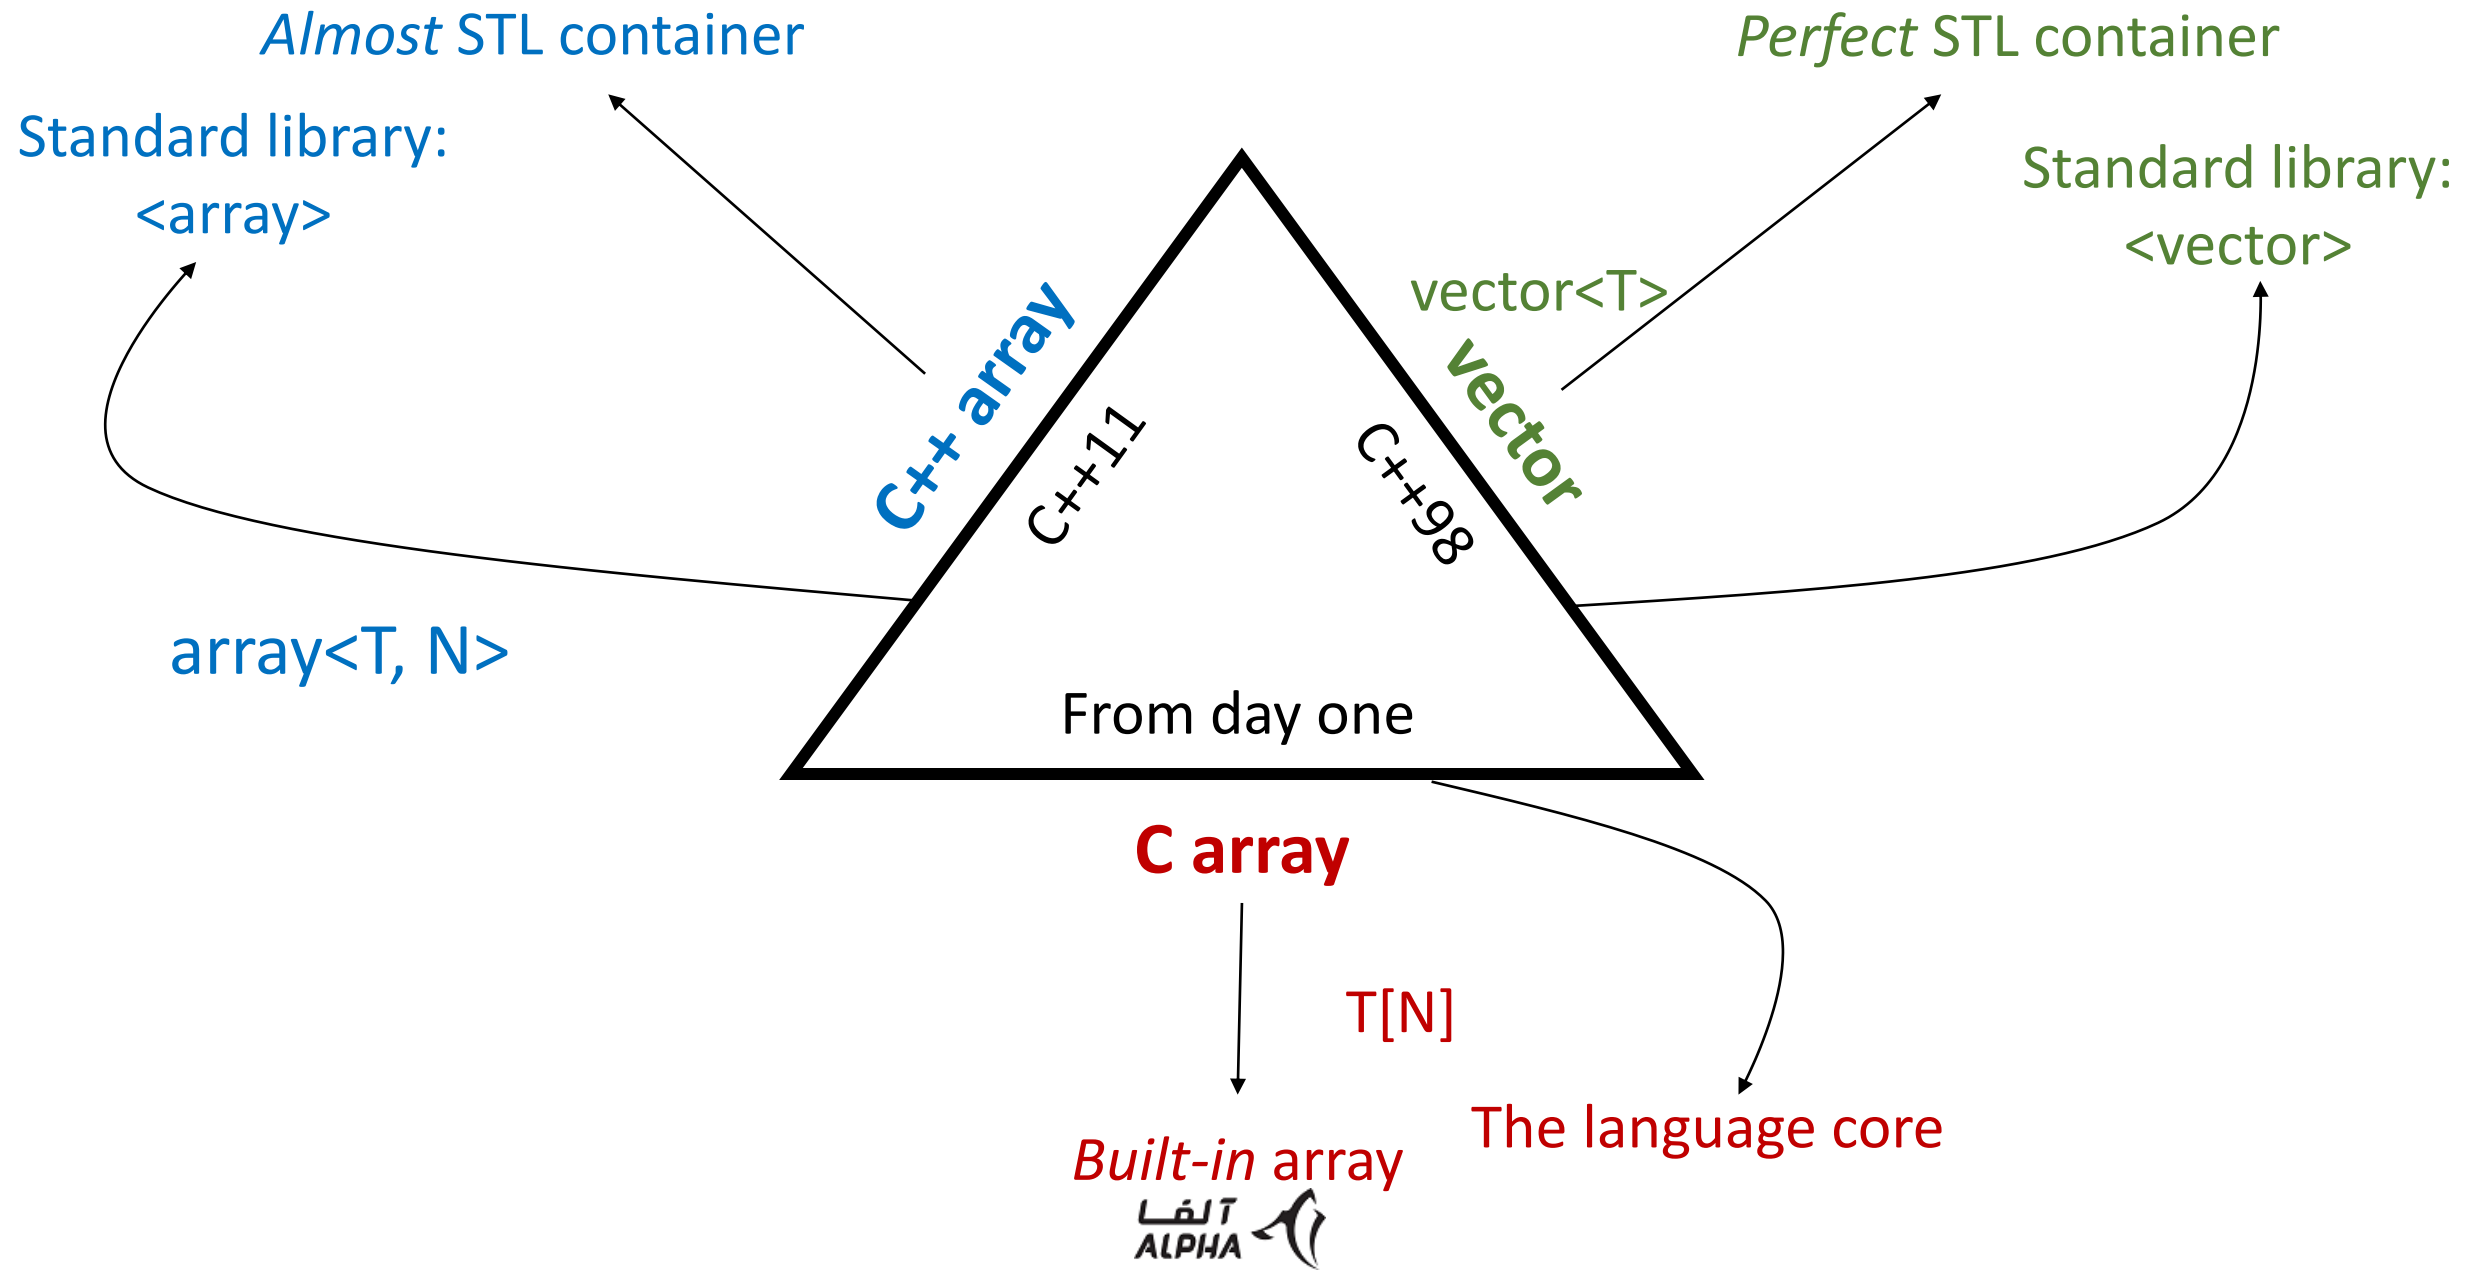 Almost STL container
Perfect STL container
Standard library:
<array>
Standard library:
<vector>
vector<T>
C++ array
vector
C++11
C++98
array<T, N>
From day one
C array
T[N]
The language core
Built-in array
آلفا
ALPHA